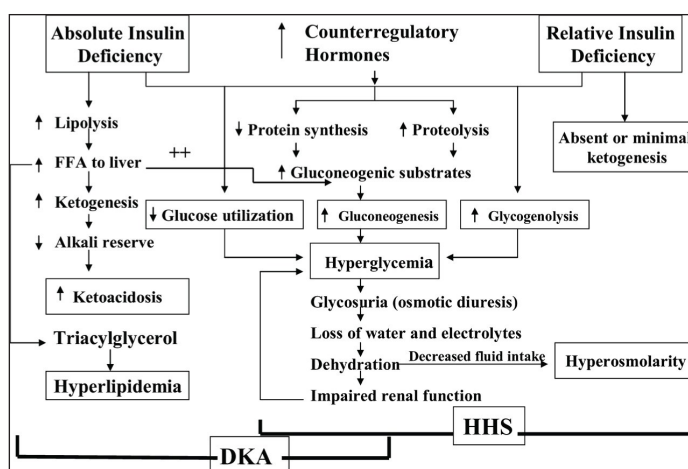 Absolute Insulin
Deficiency
Counterregulatory
Hormones
Relative Insulin
Deficiency
Lipolysis
Protein synthesis
Proteolysis
Absent or minimal
ketogenesis
FFA to liver
++
Gluconeogenic substrates
Ketogenesis
Glucose utilization
Gluconeogenesis
Glycogenolysis
Alkali reserve
Hyperglycemia
Ketoacidosis
Glycosuria (osmotic diuresis)
Triacylglycerol
Loss of water and electrolytes
Dehydration
Decreased fluid intake
Hyperosmolarity
Hyperlipidemia
Impaired renal function
HHS
DKA